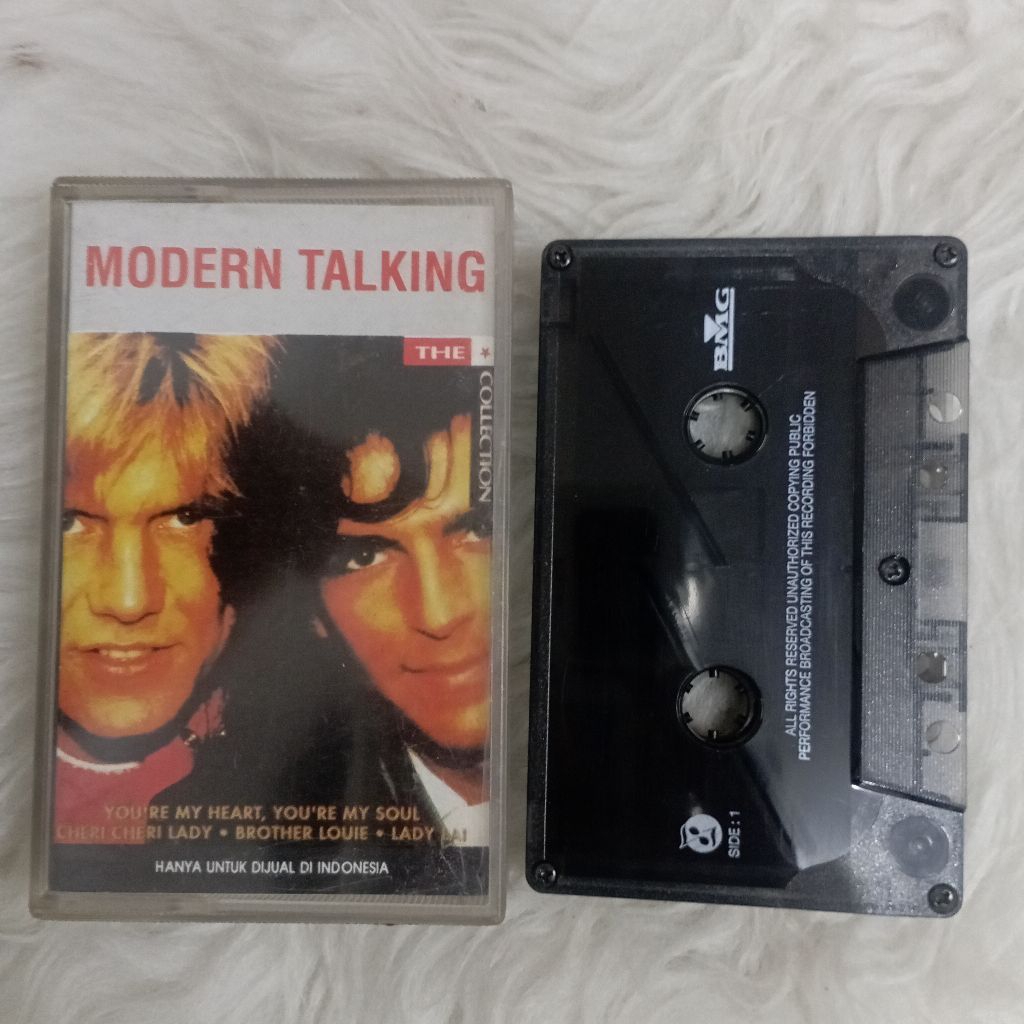 MODERN TALKING
THE
COLLECTION
YOU'RE MY HEART, YOU'RE MY SOUL
CHERI CHERI LADY • BROTHER LOUIE • LADY LAI
HANYA UNTUK DIJUAL DI INDONESIA
BMG
ALL RIGHTS RESERVED UNAUTHORIZED COPYING PUBLIC
PERFORMANCE BROADCASTING OF THIS RECORDING FORBIDDEN
SIDE : 1